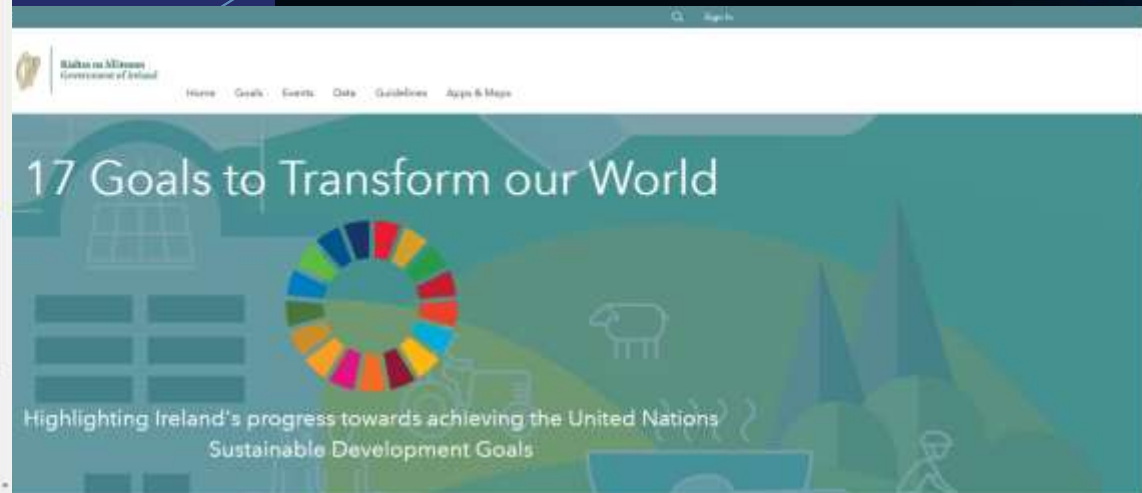 Sign In
Rialtas na hÉireann
Government of Ireland
Home Goals Events Data Guidelines Apps & Maps
17 Goals to Transform our World
Highlighting Ireland's progress towards achieving the United Nations
Sustainable Development Goals